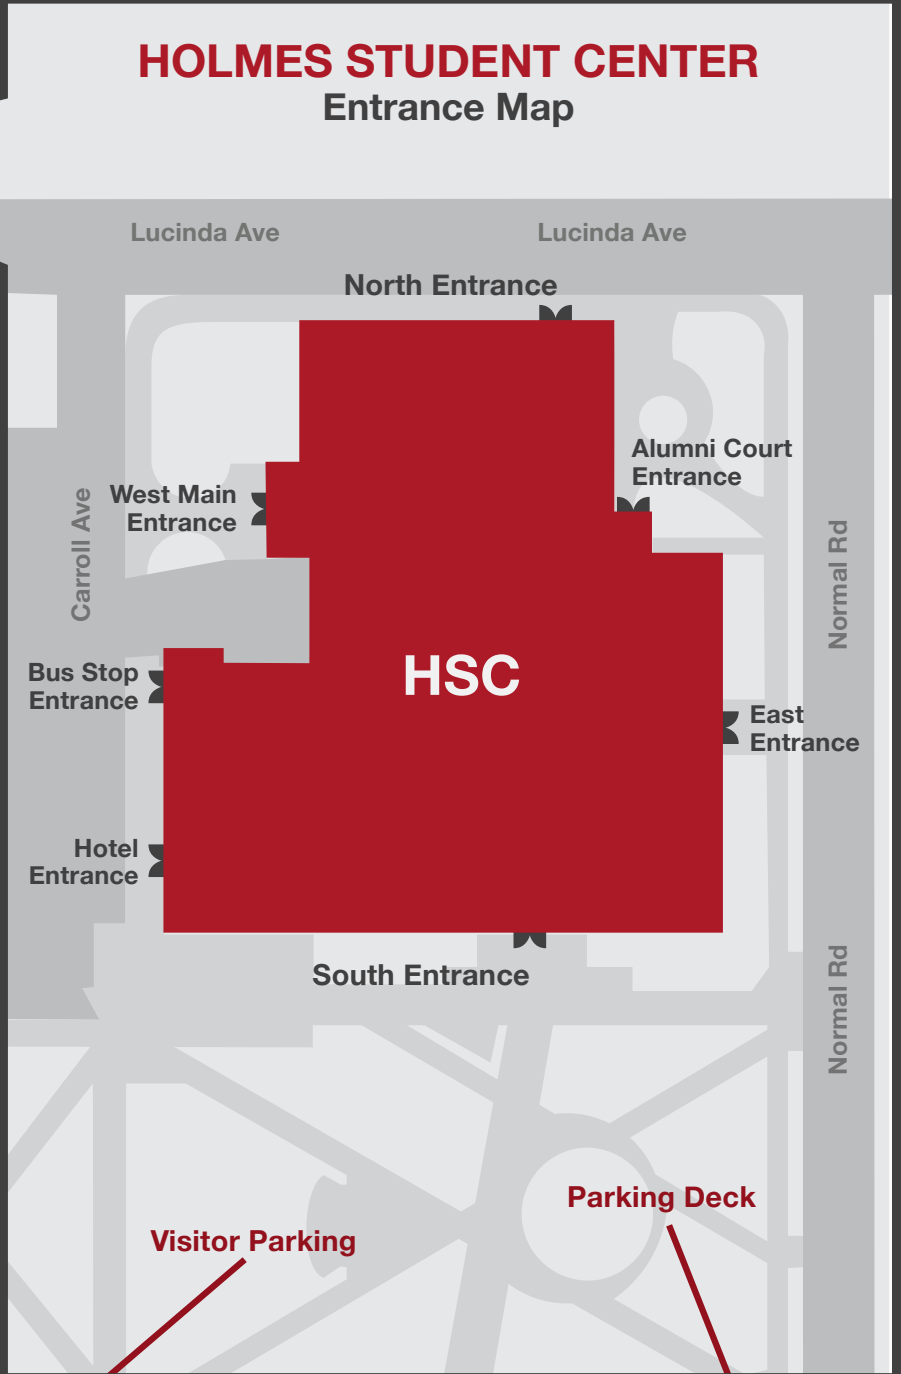 HOLMES STUDENT CENTER
Entrance Map
Lucinda Ave
Lucinda Ave
North Entrance
Alumni Court
Entrance
West Main
Entrance
Carroll Ave
Normal Rd
HSC
Bus Stop
Entrance
East
Entrance
Hotel
Entrance
South Entrance
Normal Rd
Parking Deck
Visitor Parking